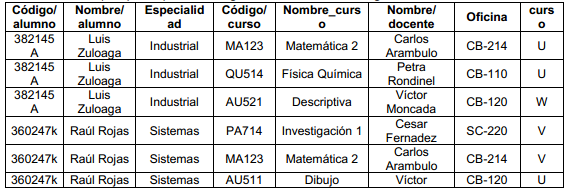 Código/ Nombre/ Especialid Código/ Nombre_curs Nombre/ Oficina curs
alumno alumno ad curso o docente o
382145 Luis Industrial MA123 Matemática 2 Carlos CB-214 U
A Zuloaga Arambulo
382145 Luis Industrial QU514 Física Química Petra CB-110 U
A Zuloaga Rondinel
382145 Luis Industrial AU521 Descriptiva Víctor CB-120 W
A Zuloaga Moncada
360247k Raúl Rojas Sistemas PA714 Investigación 1 Cesar SC-220 V
Fernadez
360247k Raúl Rojas Sistemas MA123 Matemática 2 Carlos CB-214 V
Arambulo
360247k Raúl Rojas Sistemas AU511 Dibujo Víctor CB-120 U